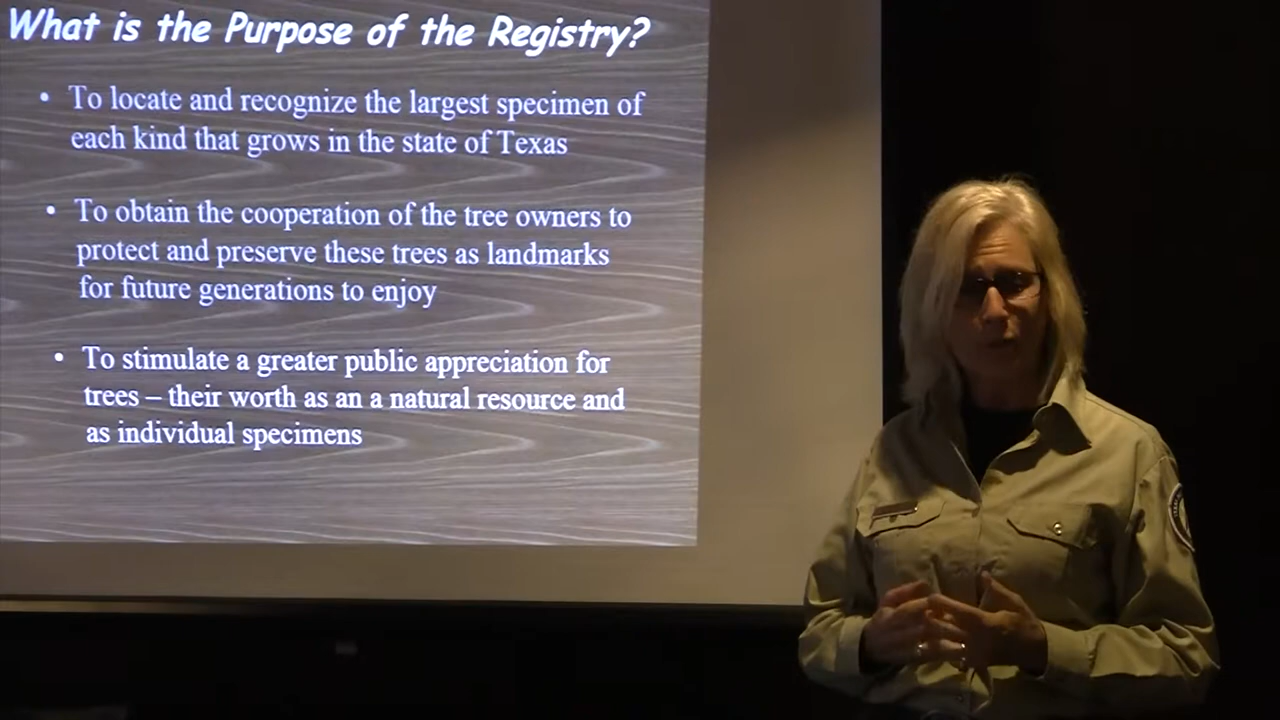 What is the Purpose of the Registry?
• To locate and recognize the largest specimen of
each kind that grows in the state of Texas
• To obtain the cooperation of the tree owners to
protect and preserve these trees as landmarks
for future generations to enjoy
• To stimulate a greater public appreciation for
trees – their worth as an a natural resource and
as individual specimens